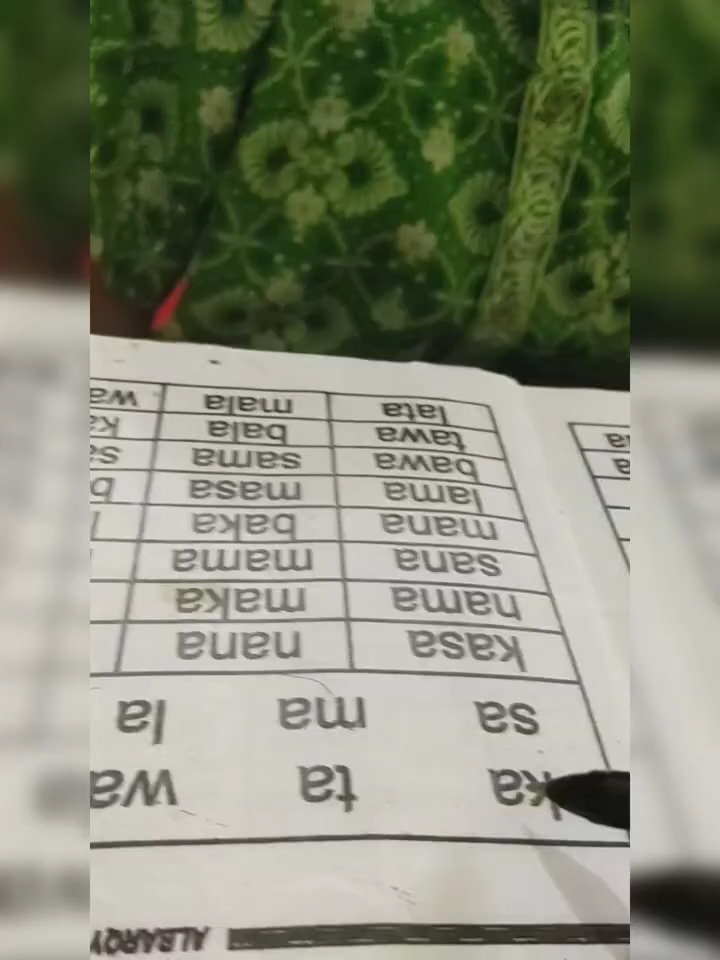 ALBARQY
ka ta wa
sa ma la
kasa nana
nama maka
sana mama
mana baka
lama masa
bawa sama
tawa bala
lata mala